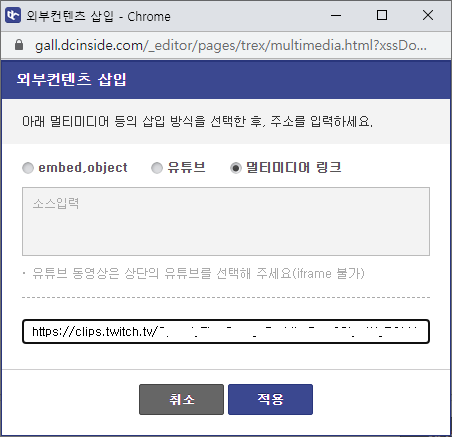 외부컨텐츠 삽입 - Chrome
gall.dcinside.com/_editor/pages/trex/multimedia.html?xssDo...
외부컨텐츠 삽입
아래 멀티미디어 등의 삽입 방식을 선택한 후, 주소를 입력하세요.
embed,object 유튜브 멀티미디어 링크
소스입력
· 유튜브 동영상은 상단의 유튜브를 선택해 주세요(iframe 불가)
https://clips.twitch.tv/
취소 적용